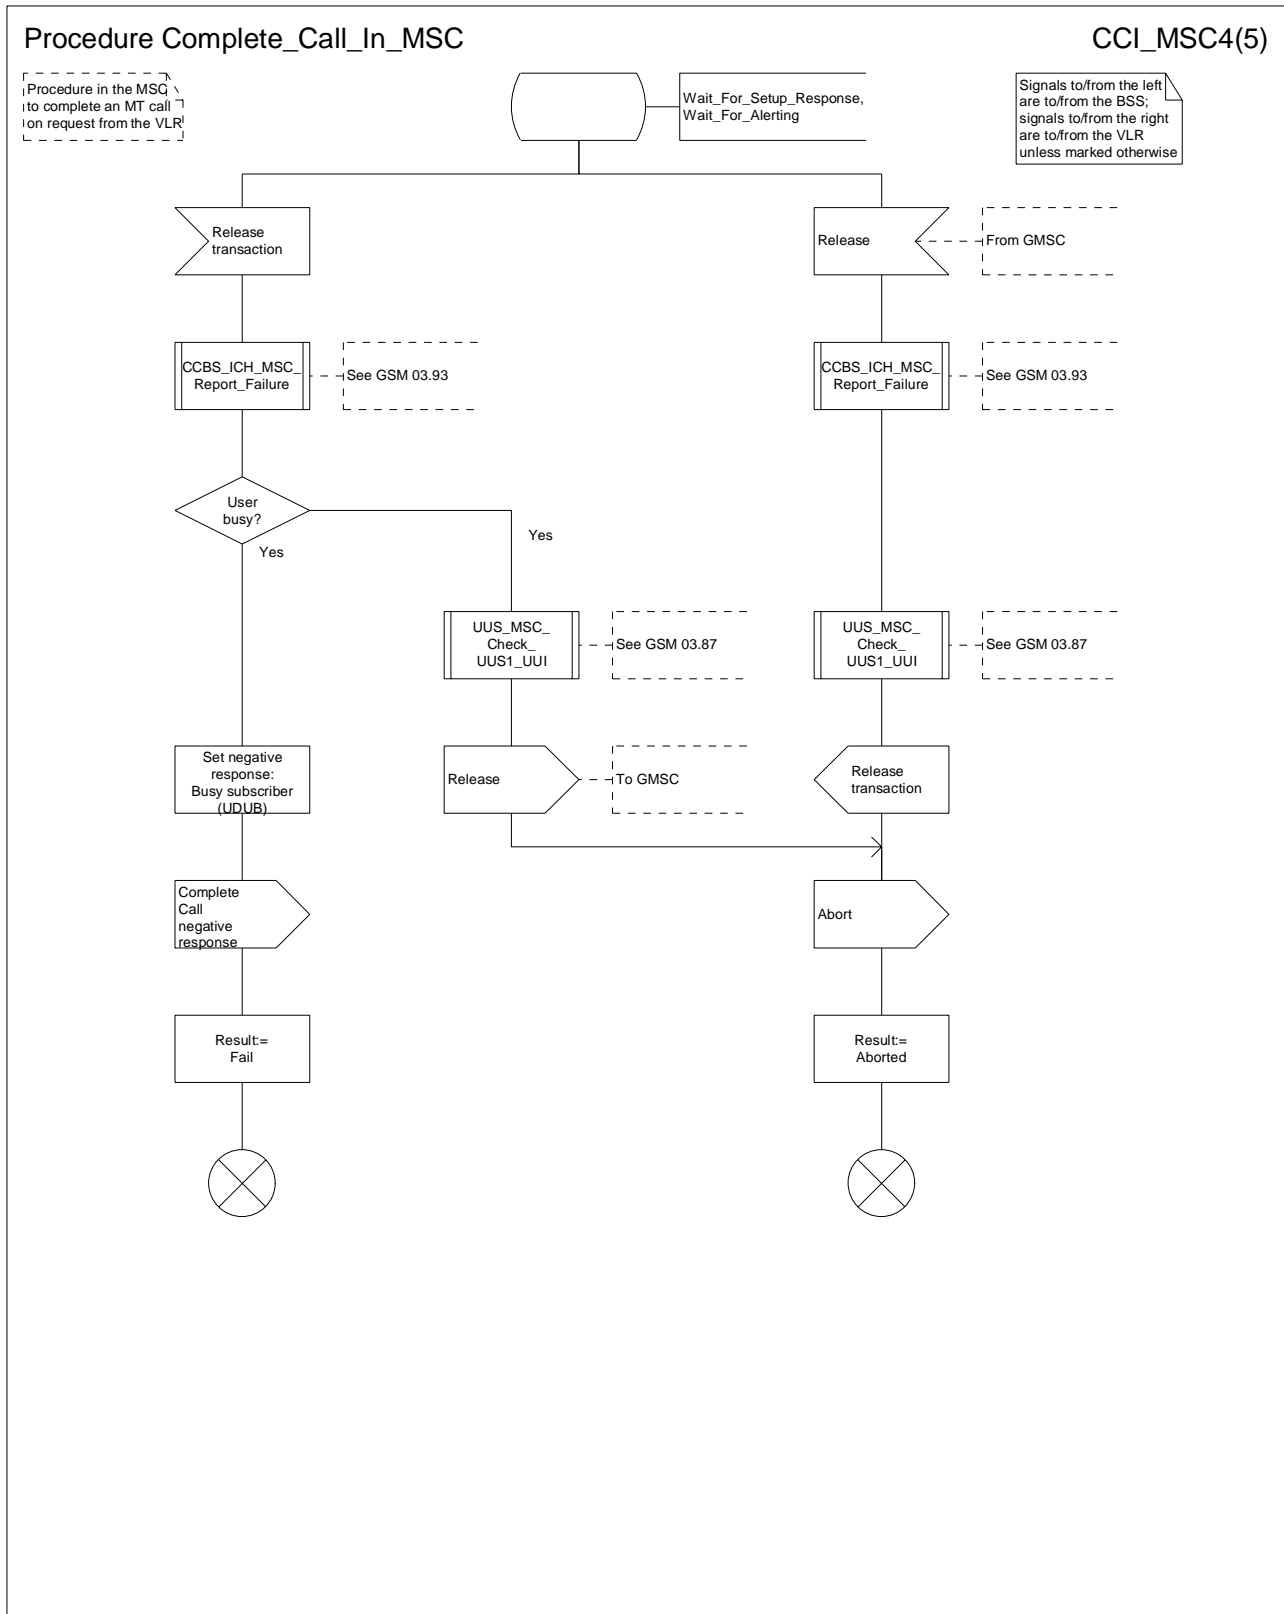 Procedure Complete_Call_In_MSC
CCI_MSC4(5)
Procedure in the MSC
to complete an MT call
on request from the VLR
Wait_For_Setup_Response,
Wait_For_Alerting
Signals to/from the left
are to/from the BSS;
signals to/from the right
are to/from the VLR
unless marked otherwise
Release
transaction
Release
From GMSC
CCBS_ICH_MSC_
Report_Failure
See GSM 03.93
CCBS_ICH_MSC_
Report_Failure
See GSM 03.93
User
busy?
Yes
Yes
UUS_MSC_
Check_
UUS1_UUI
See GSM 03.87
UUS_MSC_
Check_
UUS1_UUI
See GSM 03.87
Set negative
response:
Busy subscriber
(UDUB)
Release
To GMSC
Release
transaction
Complete
Call
negative
response
Abort
Result:=
Fail
Result:=
Aborted